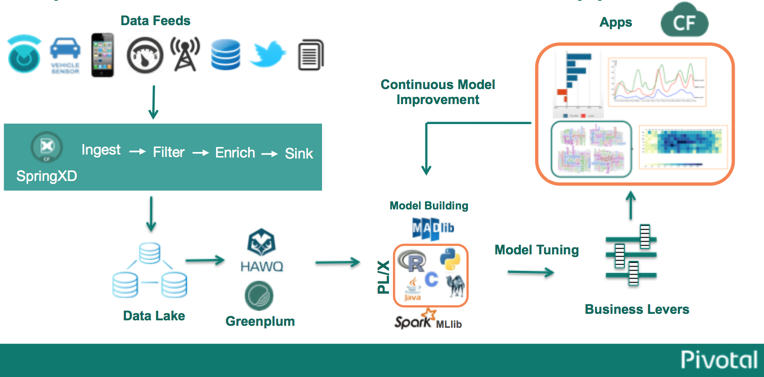 Data Feeds
Apps
CF
VEHICLE
SENSOR
Continuous Model
Improvement
CF
SpringXD
Ingest
Filter
Enrich
Sink
Model Building
MADlib
HAWQ
Model Tuning
PL/X
R
C
Java
Data Lake
Greenplum
Spark MLlib
Business Levers
Pivotal